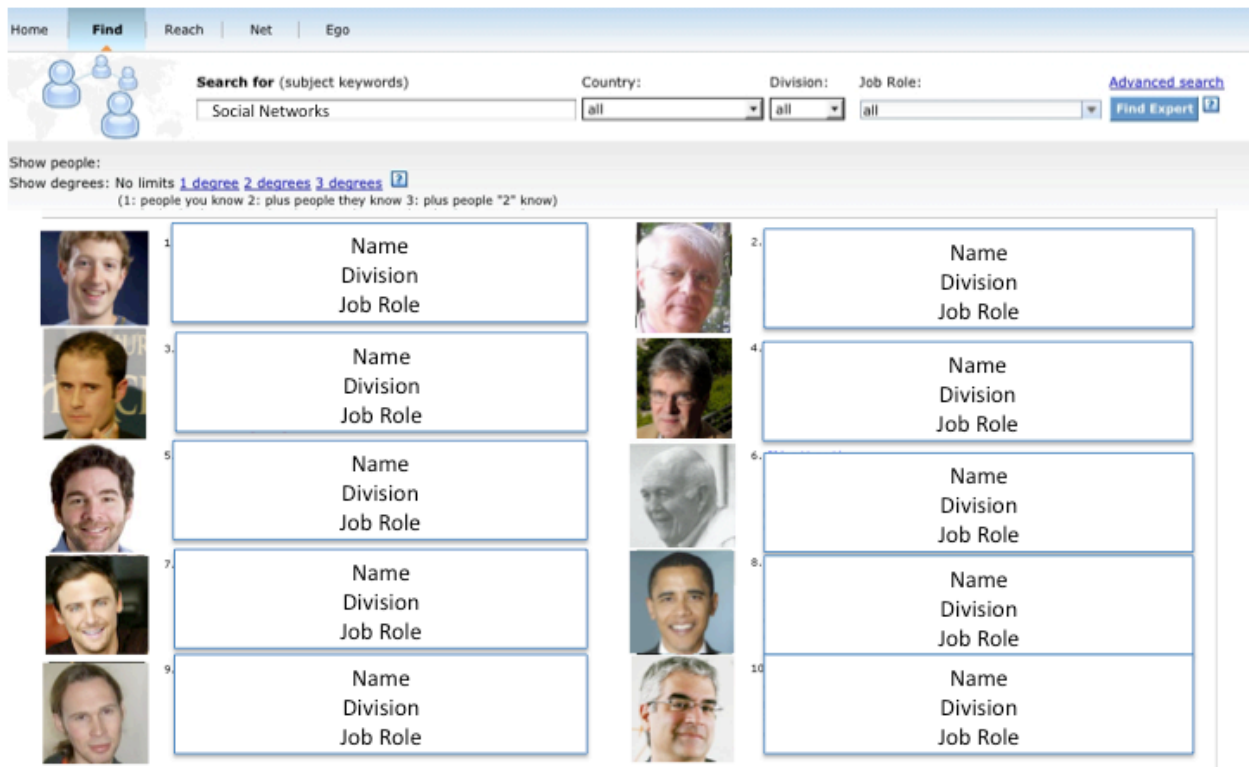 Home Find Reach Net Ego
Search for (subject keywords) Country: Division: Job Role: Advanced search
Social Networks all all all Find Expert ?
Show people:
Show degrees: No limits 1 degree 2 degrees 3 degrees ?
(1: people you know 2: plus people they know 3: plus people "2" know)
1
Name
Division
Job Role
2.
Name
Division
Job Role
3.
Name
Division
Job Role
4.
Name
Division
Job Role
5
Name
Division
Job Role
6.
Name
Division
Job Role
7.
Name
Division
Job Role
8.
Name
Division
Job Role
9.
Name
Division
Job Role
10
Name
Division
Job Role